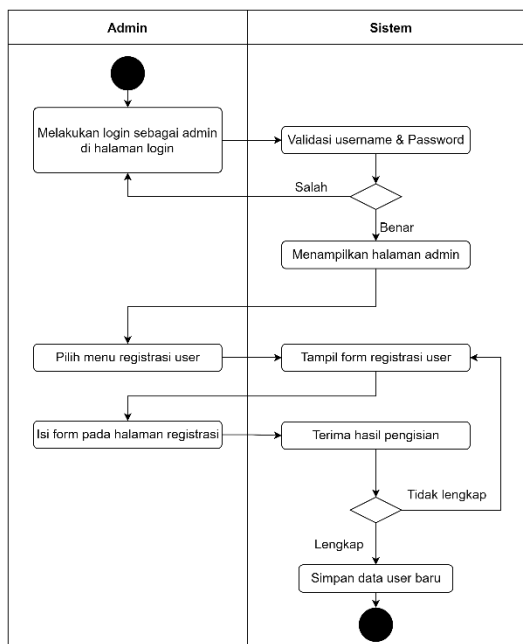 Admin
Sistem
Melakukan login sebagai admin
di halaman login
Validasi username & Password
Salah
Benar
Menampilkan halaman admin
Pilih menu registrasi user
Tampil form registrasi user
Isi form pada halaman registrasi
Terima hasil pengisian
Tidak lengkap
Lengkap
Simpan data user baru